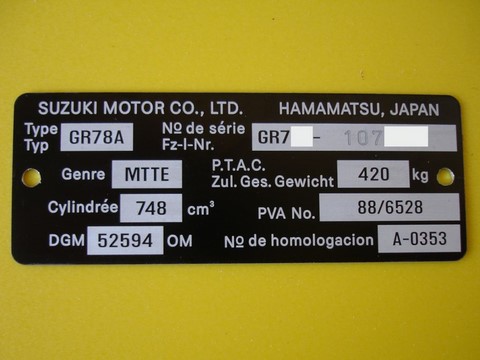 SUZUKI MOTOR CO., LTD. HAMAMATSU, JAPAN
Type GR78A No de série GR7 - 107
Typ Fz-I-Nr.
Genre MTTE P.T.A.C. 420 kg
Zul. Ges. Gewicht
Cylindrée 748 cm³ PVA No. 88/6528
DGM 52594 OM No de homologacion A-0353